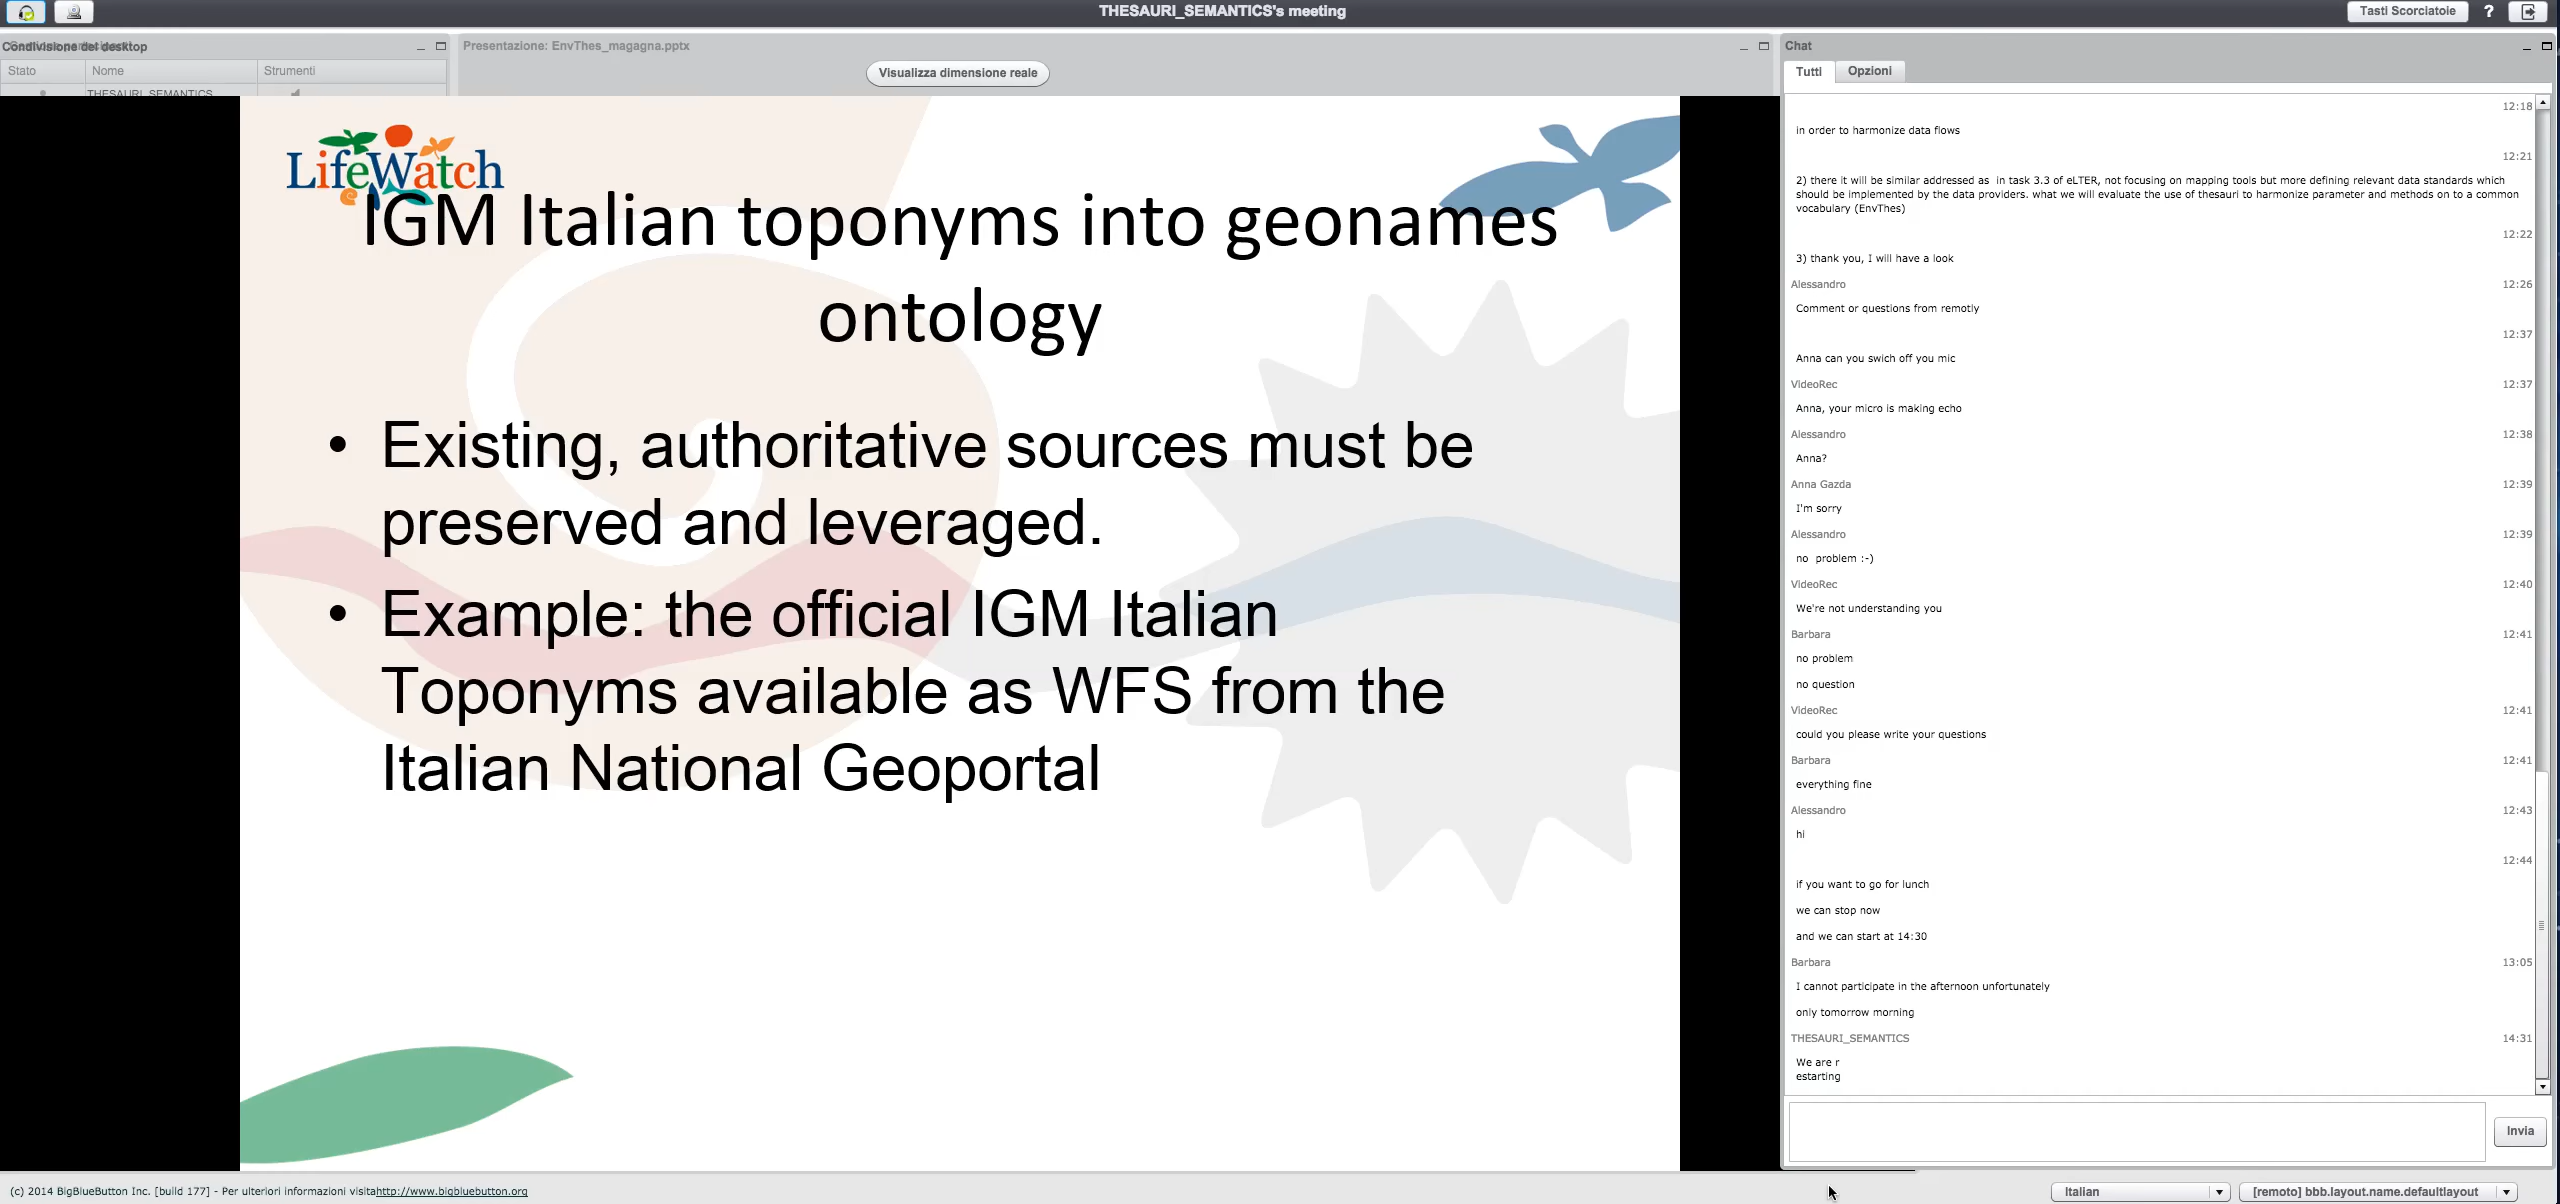 THESAURI_SEMANTICS's meeting
Tasti Scorciatoie
?
Condivisione del desktop
Stato
Nome
Strumenti
THESAURI_SEMANTICS
Presentazione: EnvThes_magagna.pptx
Visualizza dimensione reale
LifeWatch
IGM Italian toponyms into geonames
ontology
• Existing, authoritative sources must be
preserved and leveraged.
• Example: the official IGM Italian
Toponyms available as WFS from the
Italian National Geoportal
Chat
Tutti
Opzioni
12:18
in order to harmonize data flows
12:21
2) there it will be similar addressed as  in task 3.3 of eLTER, not focusing on mapping tools but more defining relevant data standards which
should be implemented by the data providers. what we will evaluate the use of thesauri to harmonize parameter and methods on to a common
vocabulary (EnvThes)
12:22
3) thank you, I will have a look
Alessandro 12:26
Comment or questions from remotly
12:37
Anna can you swich off you mic
VideoRec 12:37
Anna, your micro is making echo
Alessandro 12:38
Anna?
Anna Gazda 12:39
I'm sorry
Alessandro 12:39
no  problem :-)
VideoRec 12:40
We're not understanding you
Barbara 12:41
no problem
no question
VideoRec 12:41
could you please write your questions
Barbara 12:41
everything fine
Alessandro 12:43
hi
12:44
if you want to go for lunch
we can stop now
and we can start at 14:30
Barbara 13:05
I cannot participate in the afternoon unfortunately
only tomorrow morning
THESAURI_SEMANTICS 14:31
We are r
estarting
Invia
(c) 2014 BigBlueButton Inc. [build 177] - Per ulteriori informazioni visitahttp://www.bigbluebutton.org
Italian
[remoto] bbb.layout.name.defaultlayout